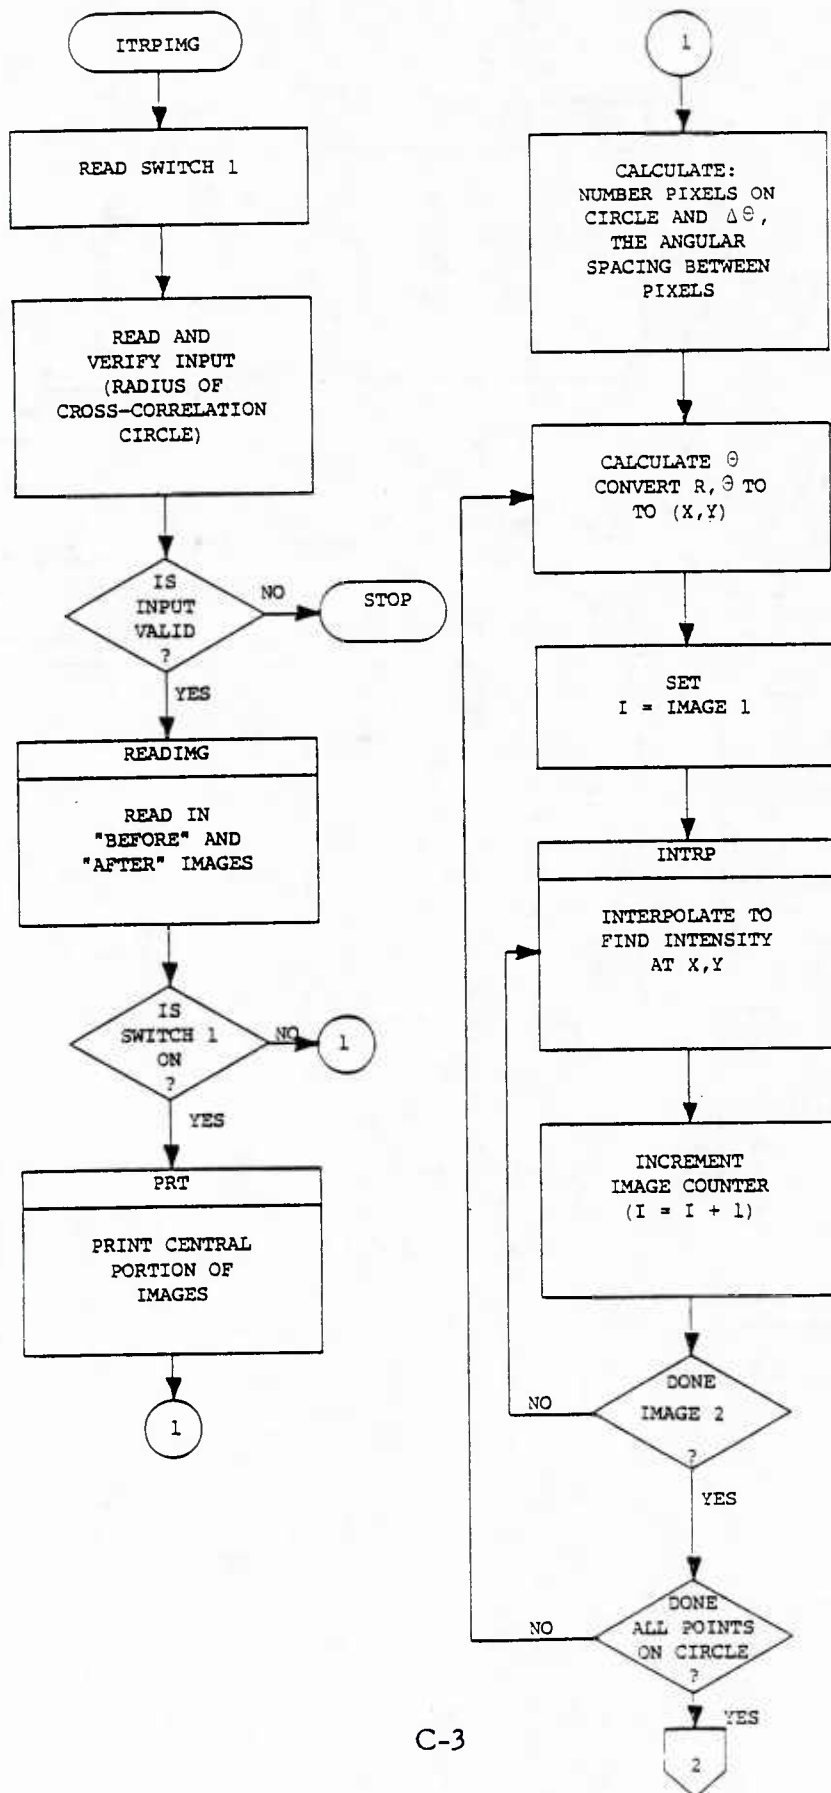 ITRPIMG
READ SWITCH 1
READ AND
VERIFY INPUT
(RADIUS OF
CROSS-CORRELATION
CIRCLE)
IS
INPUT
VALID
?
NO
STOP
YES
READIMG
READ IN
"BEFORE" AND
"AFTER" IMAGES
IS
SWITCH 1
ON
?
NO
1
YES
PRT
PRINT CENTRAL
PORTION OF
IMAGES
1
1
CALCULATE:
NUMBER PIXELS ON
CIRCLE AND ΔΘ,
THE ANGULAR
SPACING BETWEEN
PIXELS
CALCULATE Θ
CONVERT R,Θ TO
TO (X,Y)
SET
I = IMAGE 1
INTRP
INTERPOLATE TO
FIND INTENSITY
AT X,Y
INCREMENT
IMAGE COUNTER
(I = I + 1)
DONE
IMAGE 2
?
NO
YES
DONE
ALL POINTS
ON CIRCLE
?
NO
YES
2
C-3